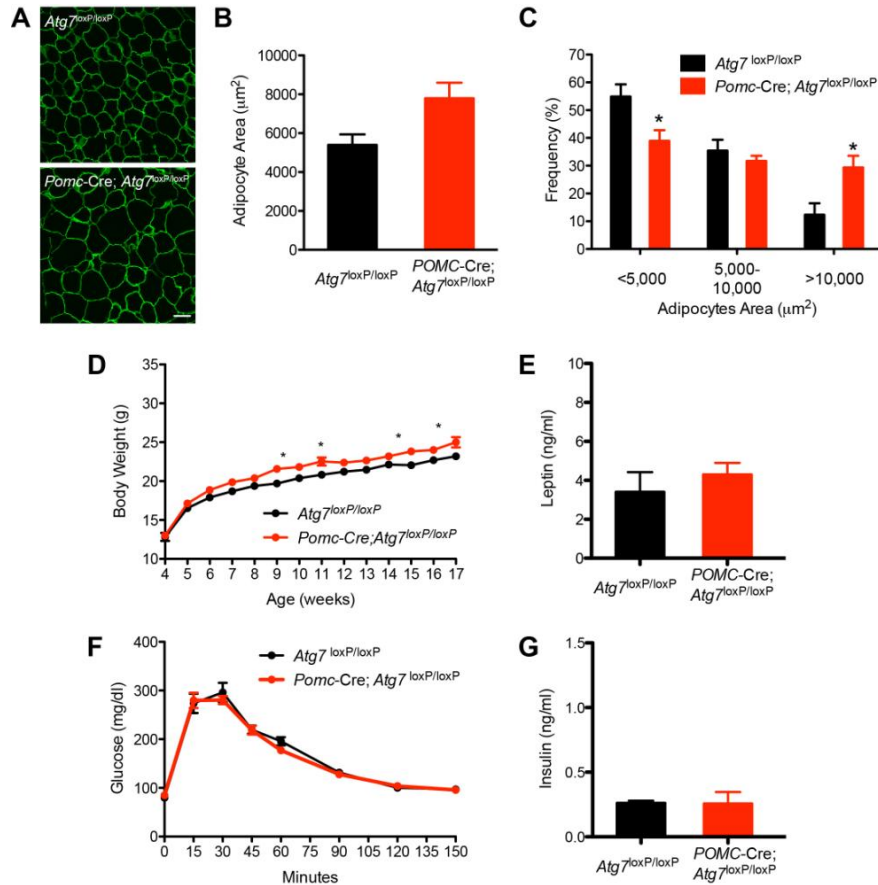 A
Atg7loxP/loxP
Pomc-Cre; Atg7loxP/loxP
B
Adipocyte Area (μm2)
10000
8000
6000
4000
2000
0
Atg7loxP/loxP
POMC-Cre;
Atg7loxP/loxP
C
Atg7 loxP/loxP
Pomc-Cre; Atg7loxP/loxP
Frequency (%)
70
60
50
40
30
20
10
0
*
*
<5,000
5,000-
10,000
>10,000
Adipocytes Area (μm2)
D
Body Weight (g)
35
30
25
20
15
10
* * * *
Atg7loxP/loxP
Pomc-Cre;Atg7loxP/loxP
4 5 6 7 8 9 10 11 12 13 14 15 16 17
Age (weeks)
E
Leptin (ng/ml)
10
8
6
4
2
0
Atg7loxP/loxP
POMC-Cre;
Atg7loxP/loxP
F
Glucose (mg/dl)
400
300
200
100
0
Atg7 loxP/loxP
Pomc-Cre; Atg7 loxP/loxP
0 15 30 45 60 75 90 105 120 135 150
Minutes
G
Insulin (ng/ml)
1.5
1.0
0.5
0.0
Atg7loxP/loxP
POMC-Cre;
Atg7loxP/loxP